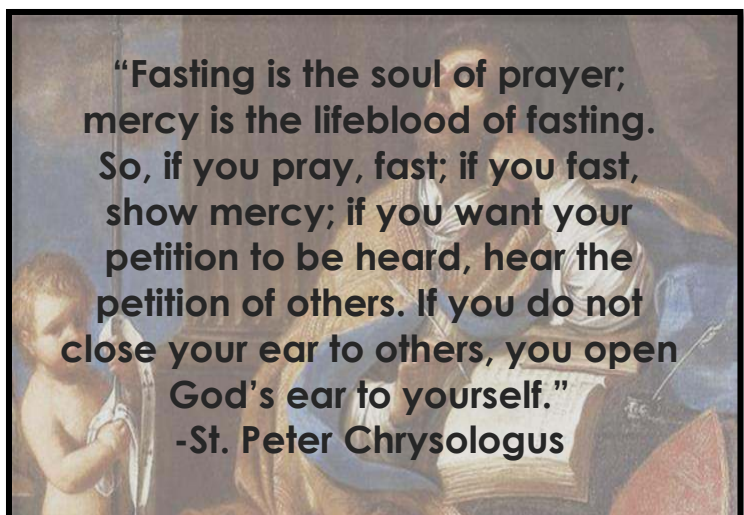 “Fasting is the soul of prayer;
mercy is the lifeblood of fasting.
So, if you pray, fast; if you fast,
show mercy; if you want your
petition to be heard, hear the
petition of others. If you do not
close your ear to others, you open
God’s ear to yourself.”
-St. Peter Chrysologus